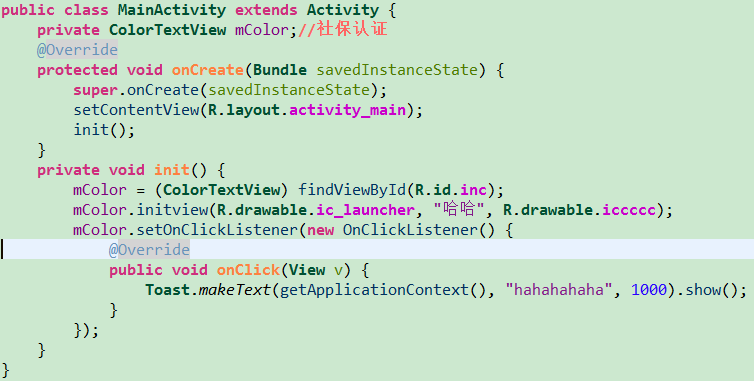 public class MainActivity extends Activity {
    private ColorTextView mColor;//社保认证
    @Override
    protected void onCreate(Bundle savedInstanceState) {
        super.onCreate(savedInstanceState);
        setContentView(R.layout.activity_main);
        init();
    }
    private void init() {
        mColor = (ColorTextView) findViewById(R.id.inc);
        mColor.initview(R.drawable.ic_launcher, "哈哈", R.drawable.iccccc);
        mColor.setOnClickListener(new OnClickListener() {
            @Override
            public void onClick(View v) {
                Toast.makeText(getApplicationContext(), "hahahahaha", 1000).show();
            }
        });
    }
}